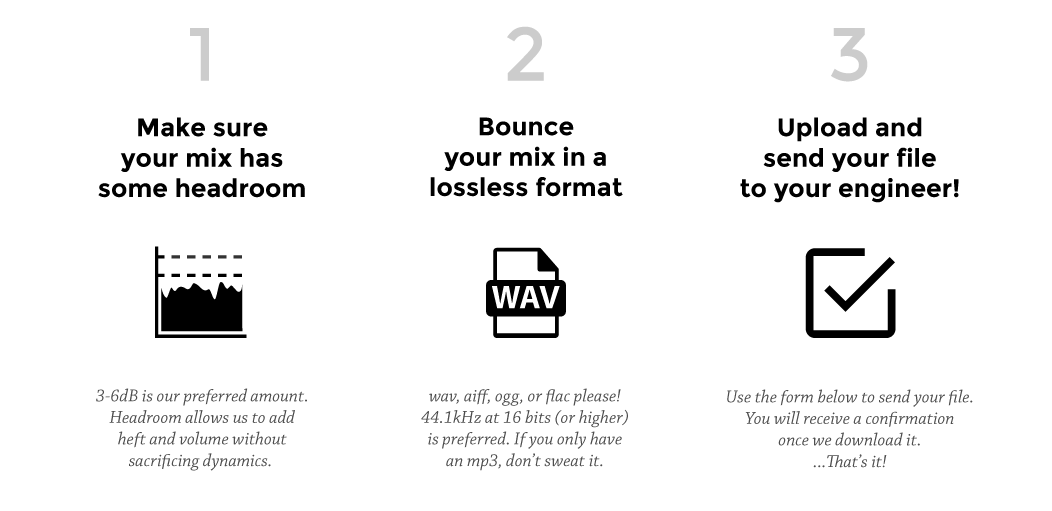 1
Make sure
your mix has
some headroom
3-6dB is our preferred amount.
Headroom allows us to add
heft and volume without
sacrificing dynamics.
2
Bounce
your mix in a
lossless format
WAV
wav, aiff, ogg, or flac please!
44.1kHz at 16 bits (or higher)
is preferred. If you only have
an mp3, don’t sweat it.
3
Upload and
send your file
to your engineer!
Use the form below to send your file.
You will receive a confirmation
once we download it.
...That’s it!